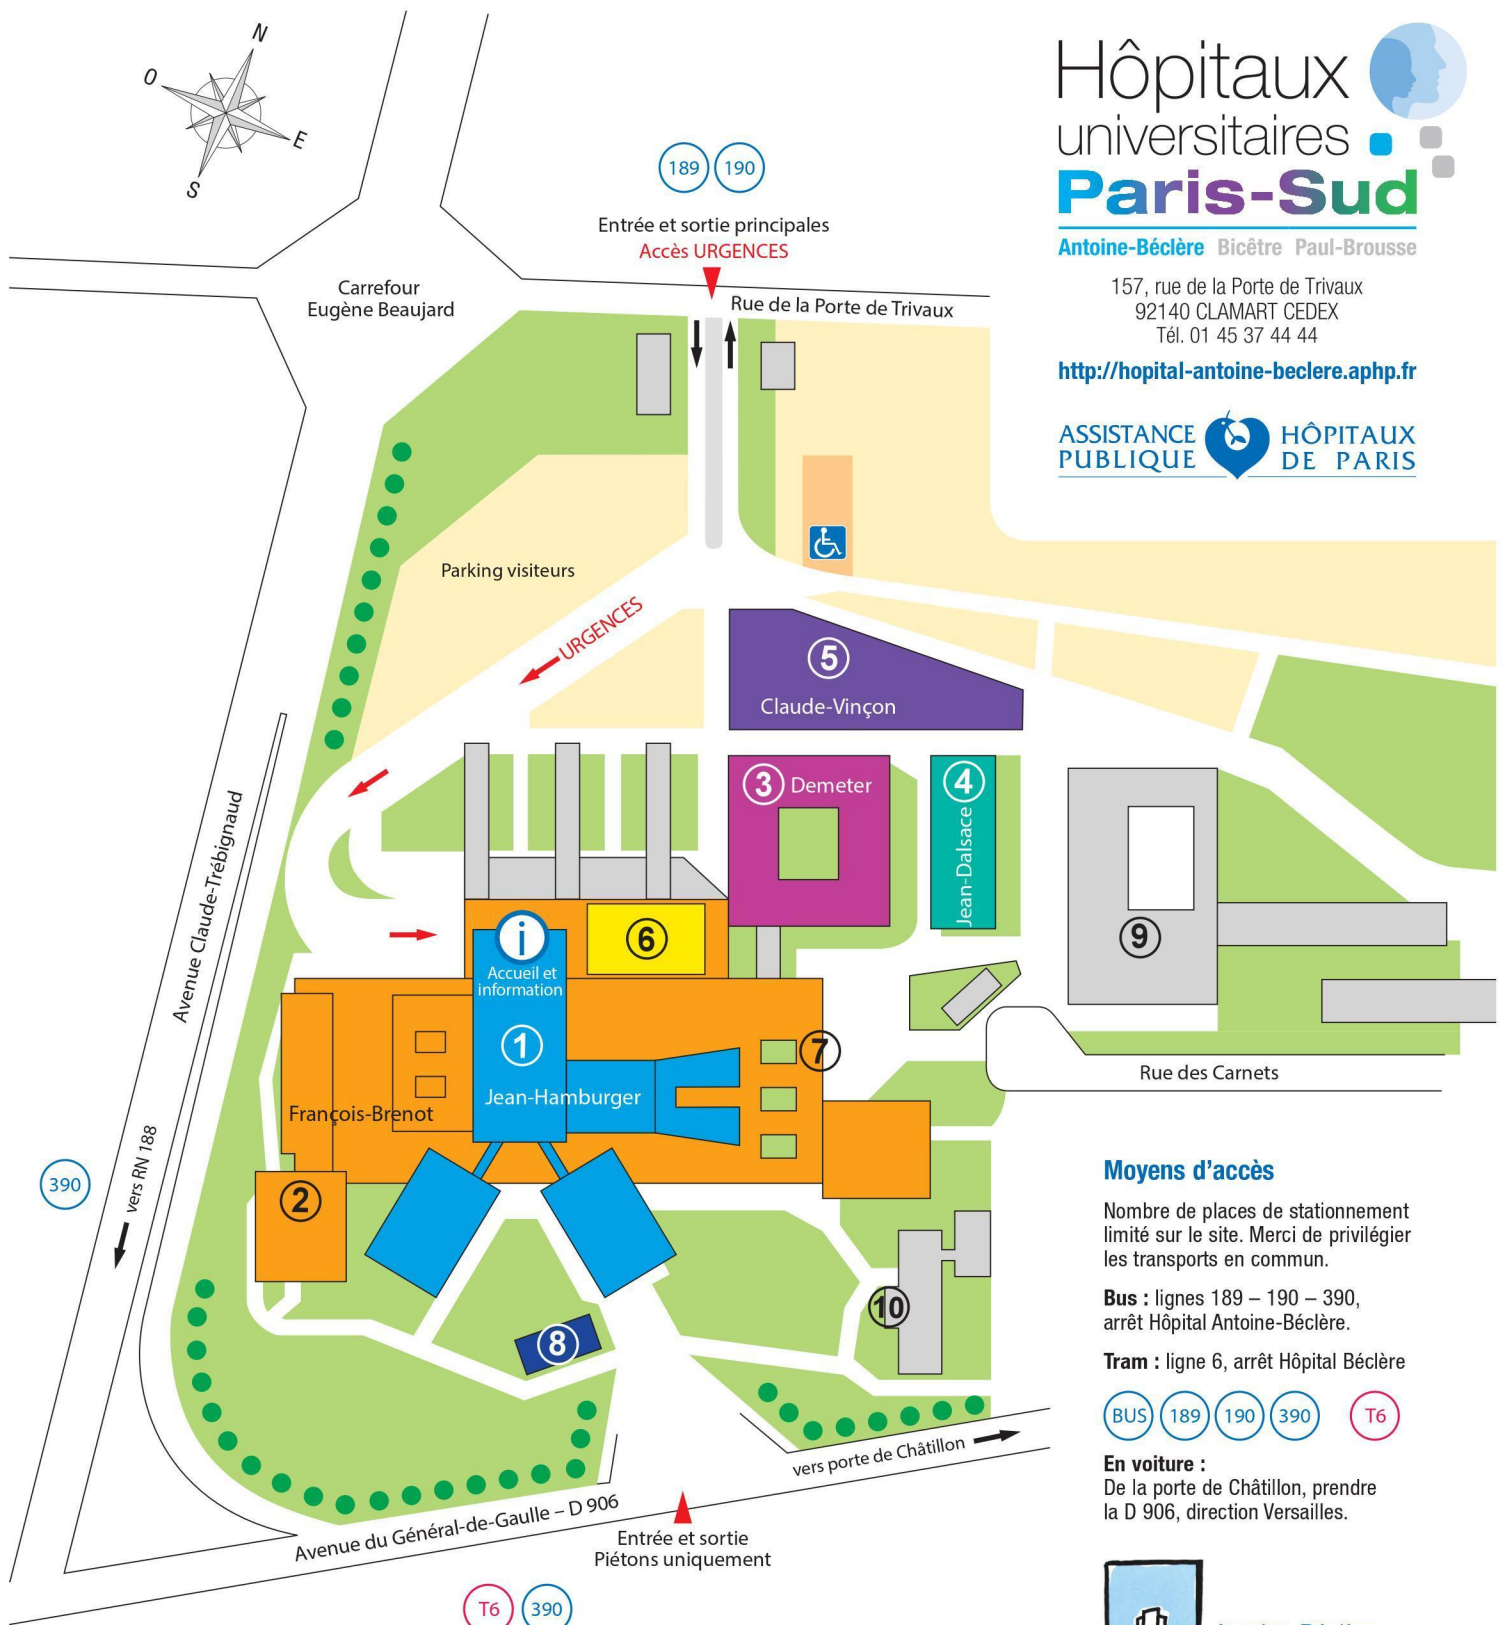 N
O
E
S
Hôpitaux
universitaires
Paris-Sud
Antoine-Béclère Bicêtre Paul-Brousse
157, rue de la Porte de Trivaux
92140 CLAMART CEDEX
Tél. 01 45 37 44 44
http://hopital-antoine-beclere.aphp.fr
ASSISTANCE
PUBLIQUE
HÔPITAUX
DE PARIS
189 190
Entrée et sortie principales
Accès URGENCES
Rue de la Porte de Trivaux
Carrefour
Eugène Beaujard
Parking visiteurs
URGENCES
5
Claude-Vinçon
3 Demeter
4
Jean-Dalsace
Avenue Claude-Trébignaud
i
Accueil et
information
6
9
1
7
Jean-Hamburger
François-Brenot
Rue des Carnets
vers RN 188
390
2
10
8
vers porte de Châtillon
Avenue du Général-de-Gaulle – D 906
Entrée et sortie
Piétons uniquement
T6 390
Moyens d'accès
Nombre de places de stationnement
limité sur le site. Merci de privilégier
les transports en commun.
Bus : lignes 189 – 190 – 390,
arrêt Hôpital Antoine-Béclère.
Tram : ligne 6, arrêt Hôpital Béclère
BUS 189 190 390 T6
En voiture :
De la porte de Châtillon, prendre
la D 906, direction Versailles.